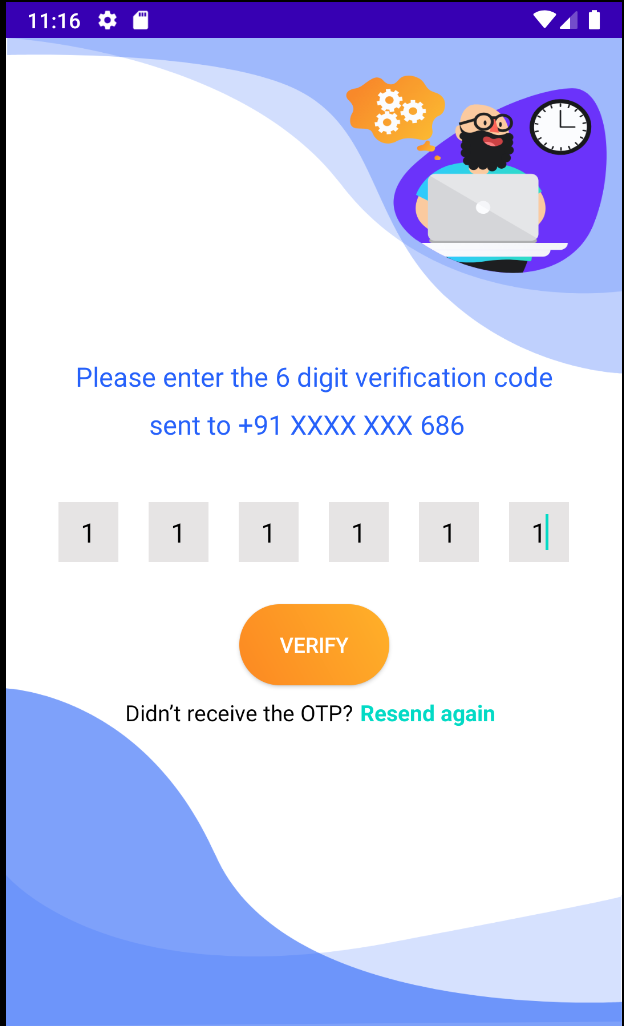 11:16
Please enter the 6 digit verification code
sent to +91 XXXX XXX 686
1 1 1 1 1 1
VERIFY
Didn’t receive the OTP? Resend again